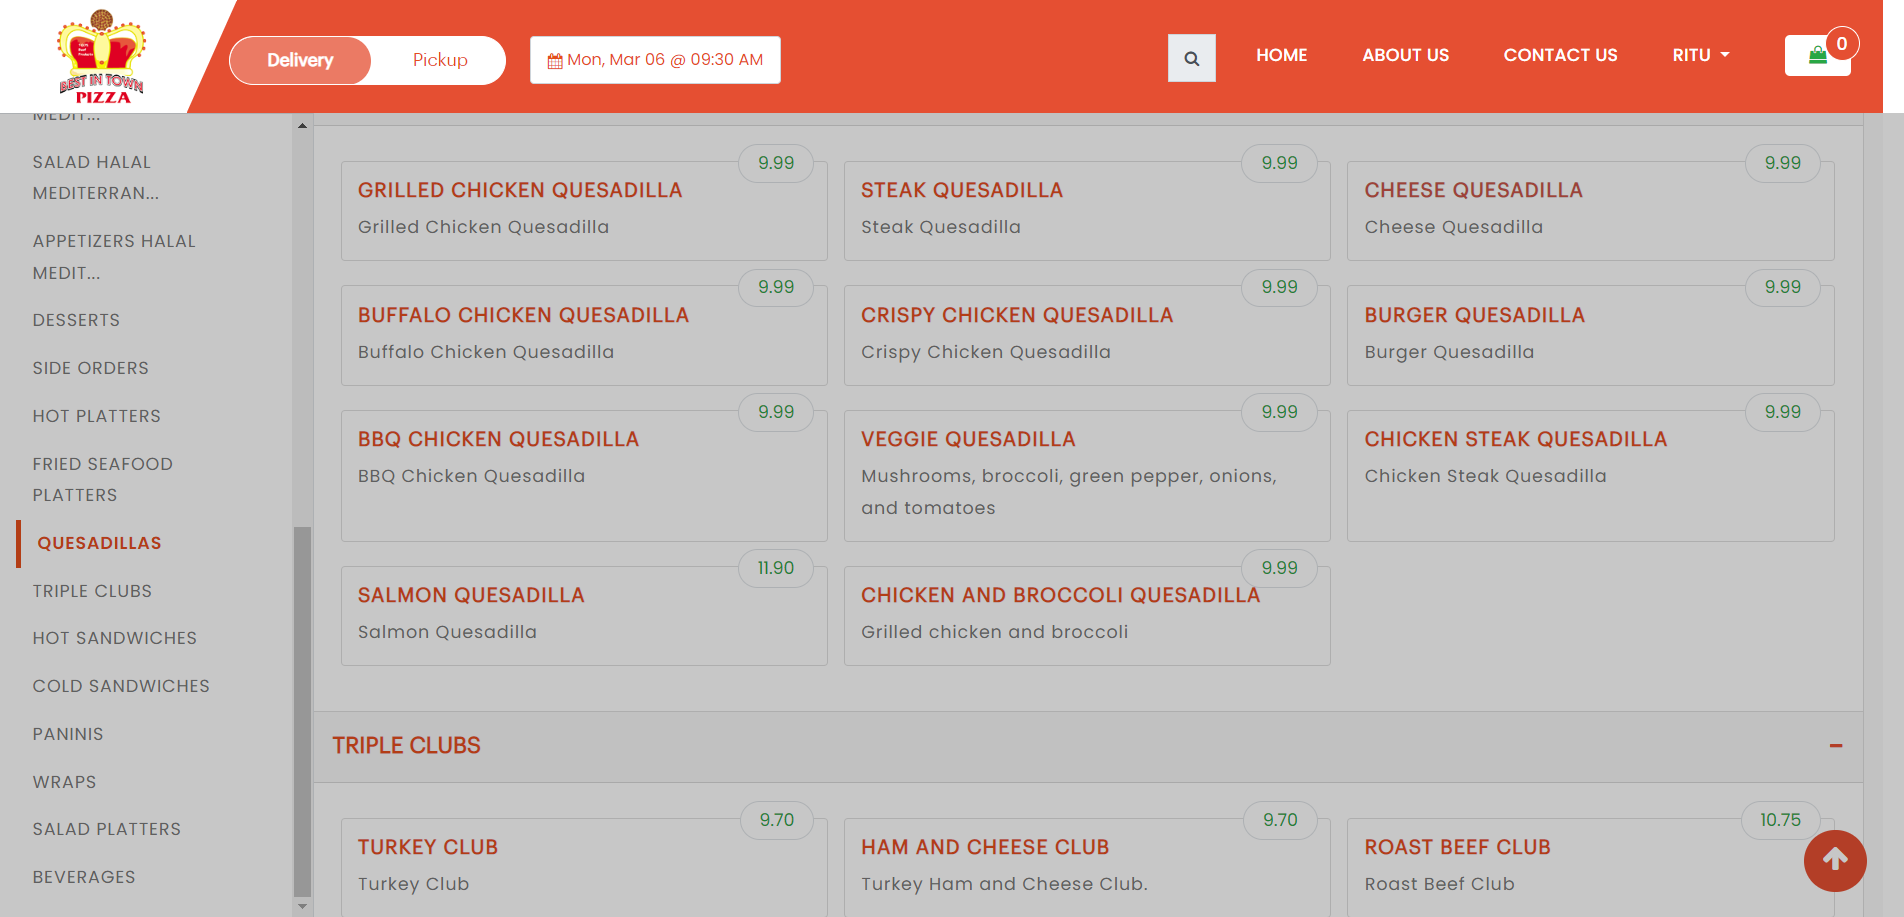 BEST IN TOWN
PIZZA
Delivery
Pickup
Mon, Mar 06 @ 09:30 AM
HOME
ABOUT US
CONTACT US
RITU
0
MEDIT...
SALAD HALAL
MEDITERRAN...
APPETIZERS HALAL
MEDIT...
DESSERTS
SIDE ORDERS
HOT PLATTERS
FRIED SEAFOOD
PLATTERS
QUESADILLAS
TRIPLE CLUBS
HOT SANDWICHES
COLD SANDWICHES
PANINIS
WRAPS
SALAD PLATTERS
BEVERAGES
9.99
GRILLED CHICKEN QUESADILLA
Grilled Chicken Quesadilla
9.99
STEAK QUESADILLA
Steak Quesadilla
9.99
CHEESE QUESADILLA
Cheese Quesadilla
9.99
BUFFALO CHICKEN QUESADILLA
Buffalo Chicken Quesadilla
9.99
CRISPY CHICKEN QUESADILLA
Crispy Chicken Quesadilla
9.99
BURGER QUESADILLA
Burger Quesadilla
9.99
BBQ CHICKEN QUESADILLA
BBQ Chicken Quesadilla
9.99
VEGGIE QUESADILLA
Mushrooms, broccoli, green pepper, onions,
and tomatoes
9.99
CHICKEN STEAK QUESADILLA
Chicken Steak Quesadilla
11.90
SALMON QUESADILLA
Salmon Quesadilla
9.99
CHICKEN AND BROCCOLI QUESADILLA
Grilled chicken and broccoli
TRIPLE CLUBS
9.70
TURKEY CLUB
Turkey Club
9.70
HAM AND CHEESE CLUB
Turkey Ham and Cheese Club.
10.75
ROAST BEEF CLUB
Roast Beef Club